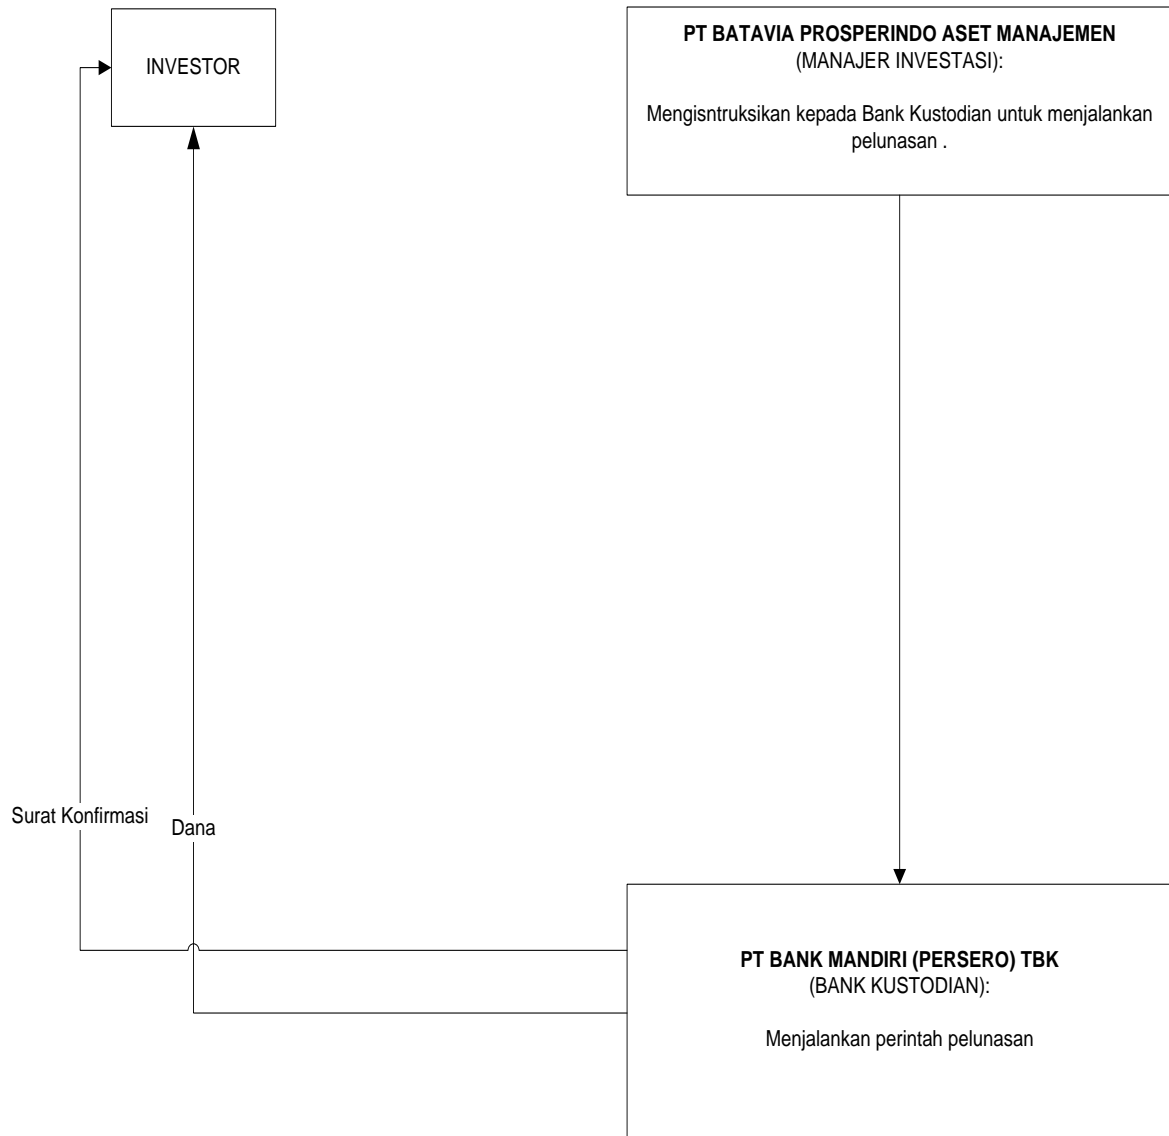 INVESTOR
PT BATAVIA PROSPERINDO ASET MANAJEMEN
(MANAJER INVESTASI):
Mengisntruksikan kepada Bank Kustodian untuk menjalankan
pelunasan .
Surat Konfirmasi
Dana
PT BANK MANDIRI (PERSERO) TBK
(BANK KUSTODIAN):
Menjalankan perintah pelunasan